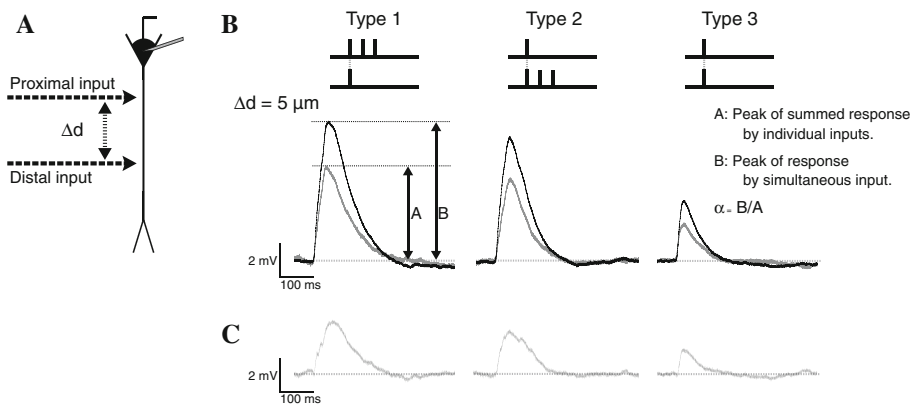 A
Proximal input
Δd
Distal input
B
Type 1
Type 2
Type 3
Δd = 5 μm
A
B
2 mV
100 ms
A: Peak of summed response
by individual inputs.
B: Peak of response
by simultaneous input.
α= B/A
C
2 mV
100 ms